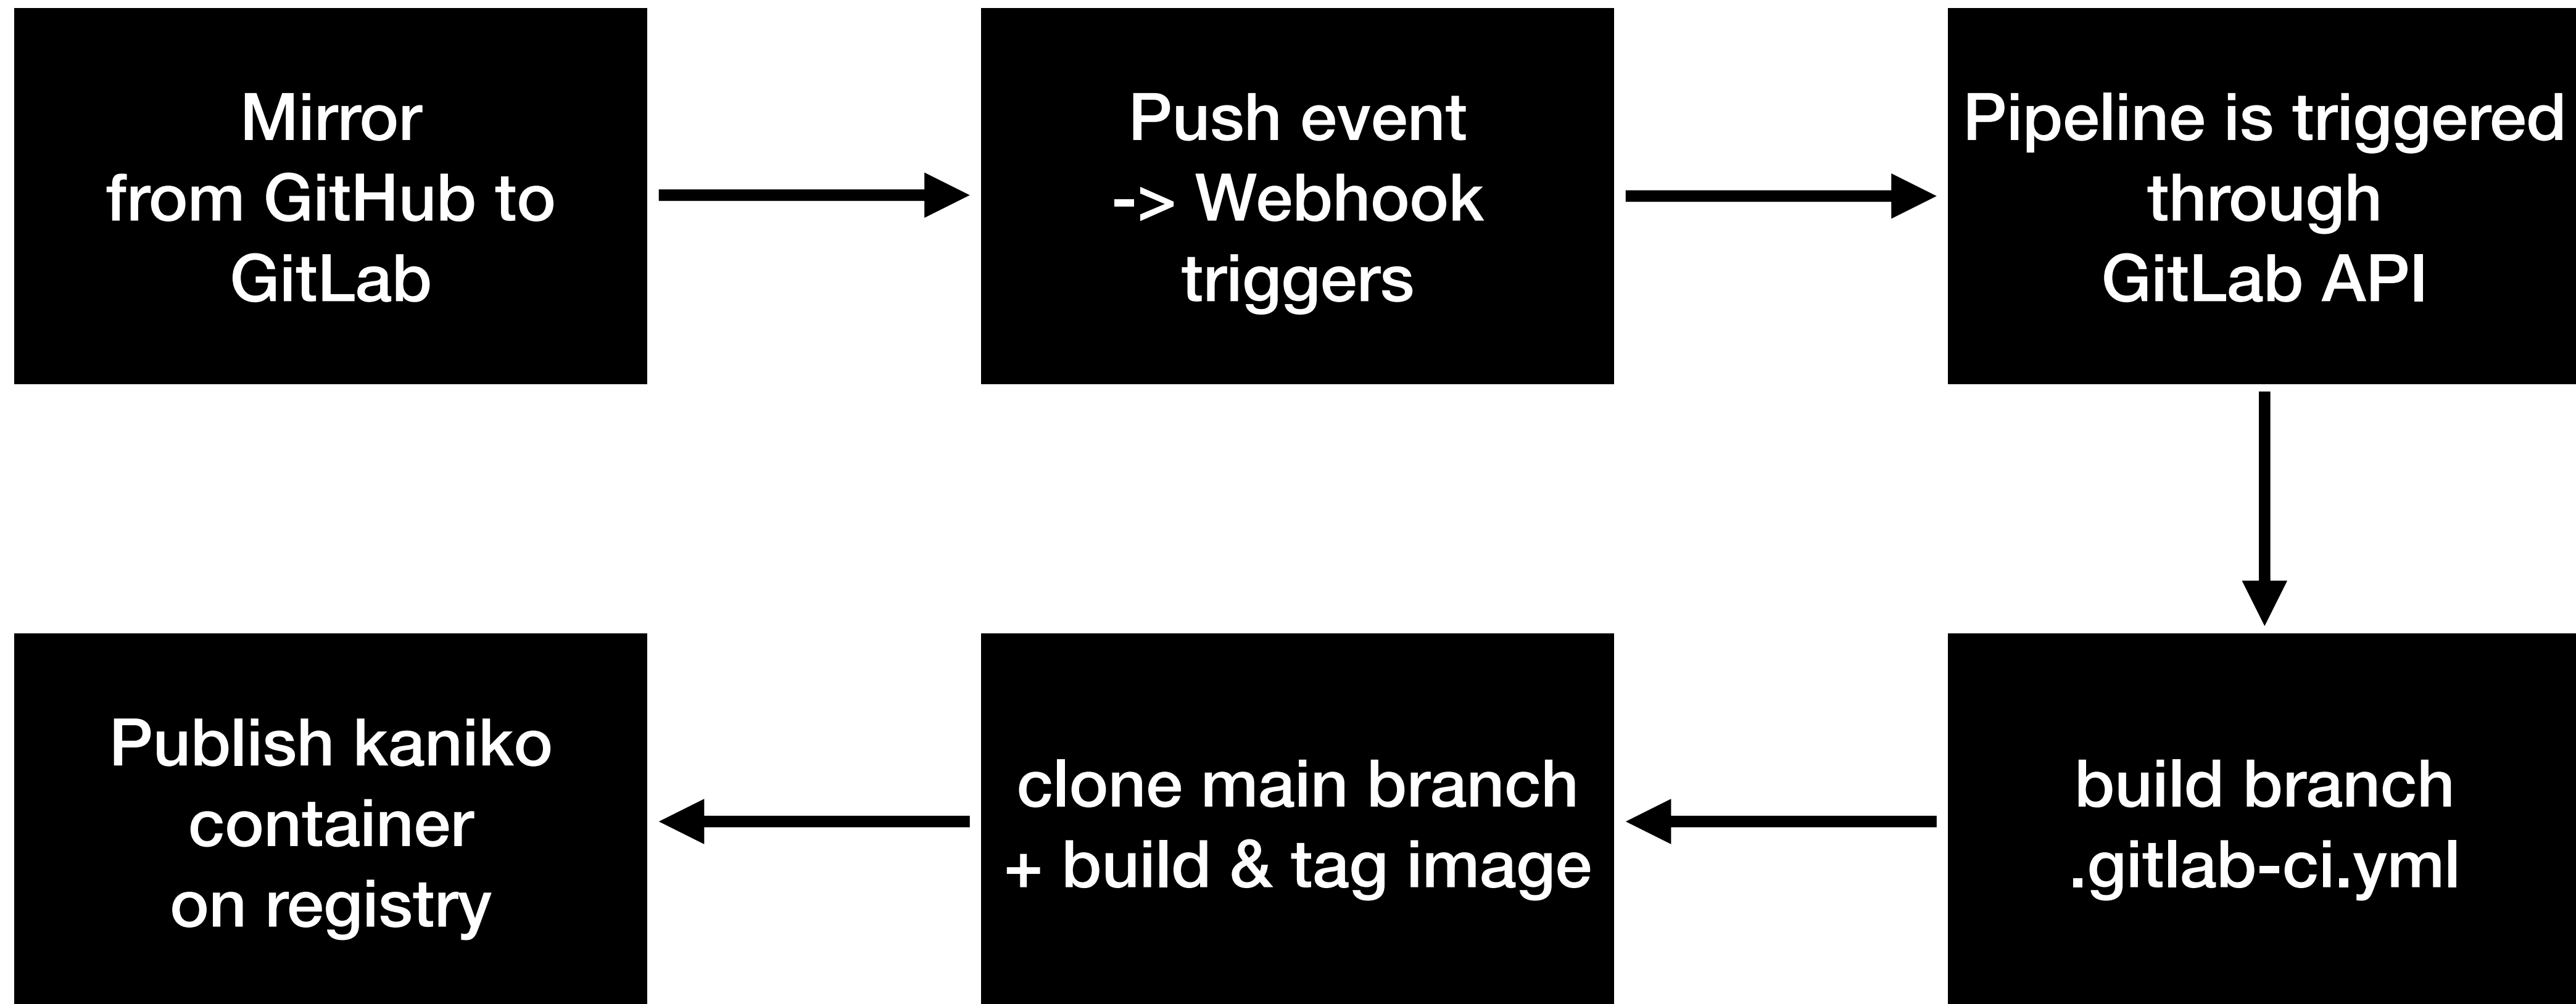 Mirror
from GitHub to
GitLab
Push event
-> Webhook
triggers
Pipeline is triggered
through
GitLab API
build branch
.gitlab-ci.yml
clone main branch
+ build & tag image
Publish kaniko
container
on registry